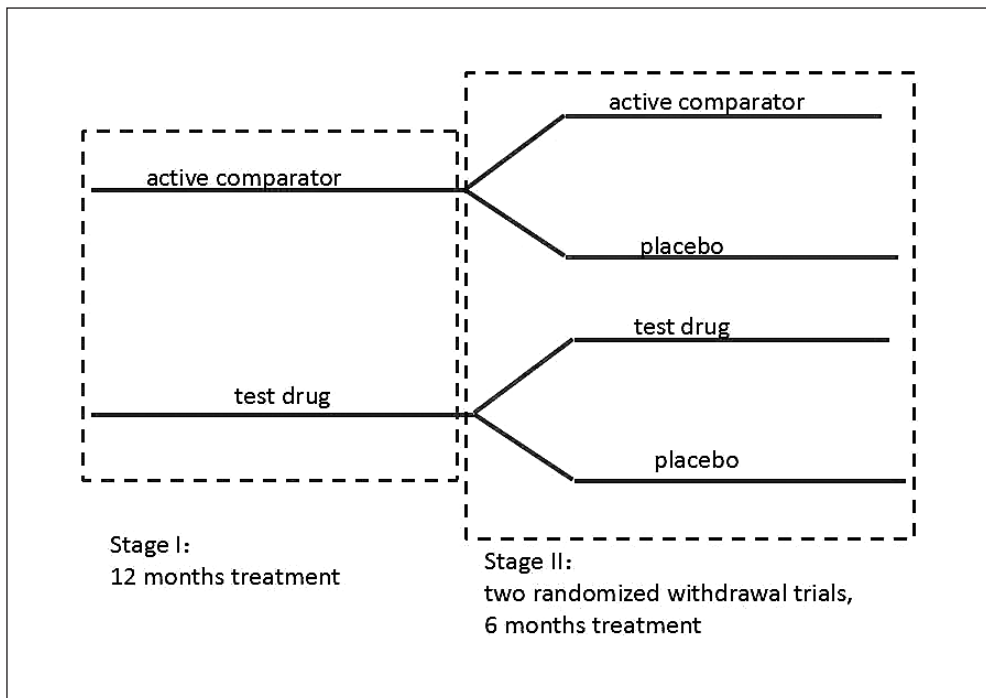 active comparator
active comparator
placebo
test drug
test drug
placebo
Stage I：
12 months treatment
Stage II：
two randomized withdrawal trials,
6 months treatment